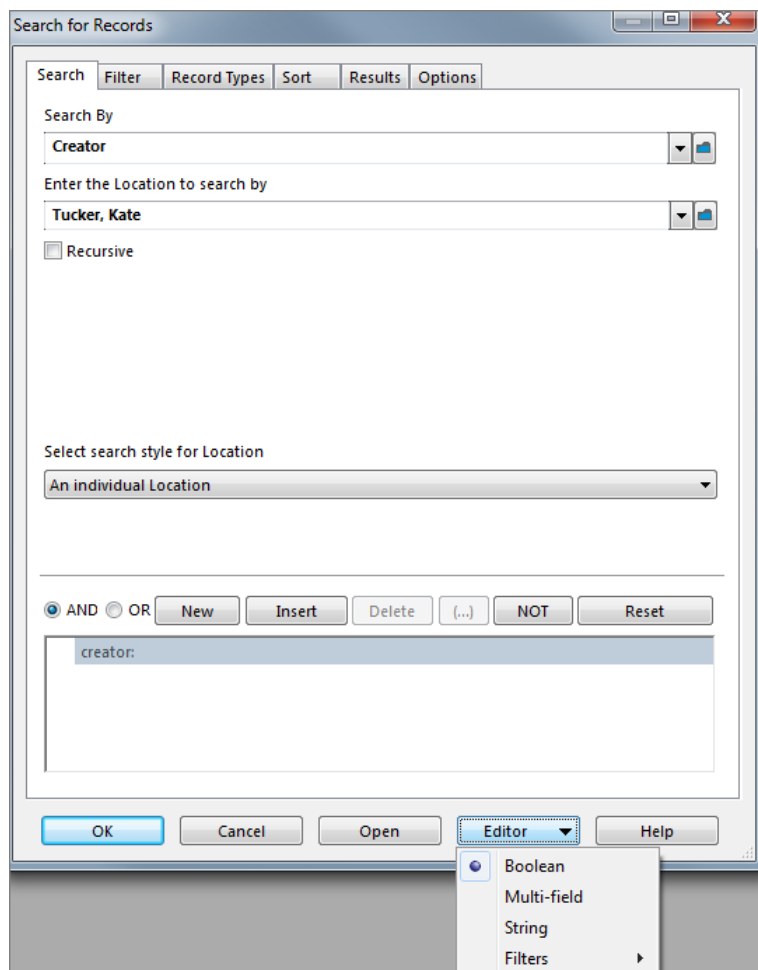 Search for Records
Search Filter Record Types Sort Results Options
Search By
Creator
Enter the Location to search by
Tucker, Kate
Recursive
Select search style for Location
An individual Location
AND OR New Insert Delete (...) NOT Reset
creator:
OK Cancel Open Editor Help
Boolean
Multi-field
String
Filters